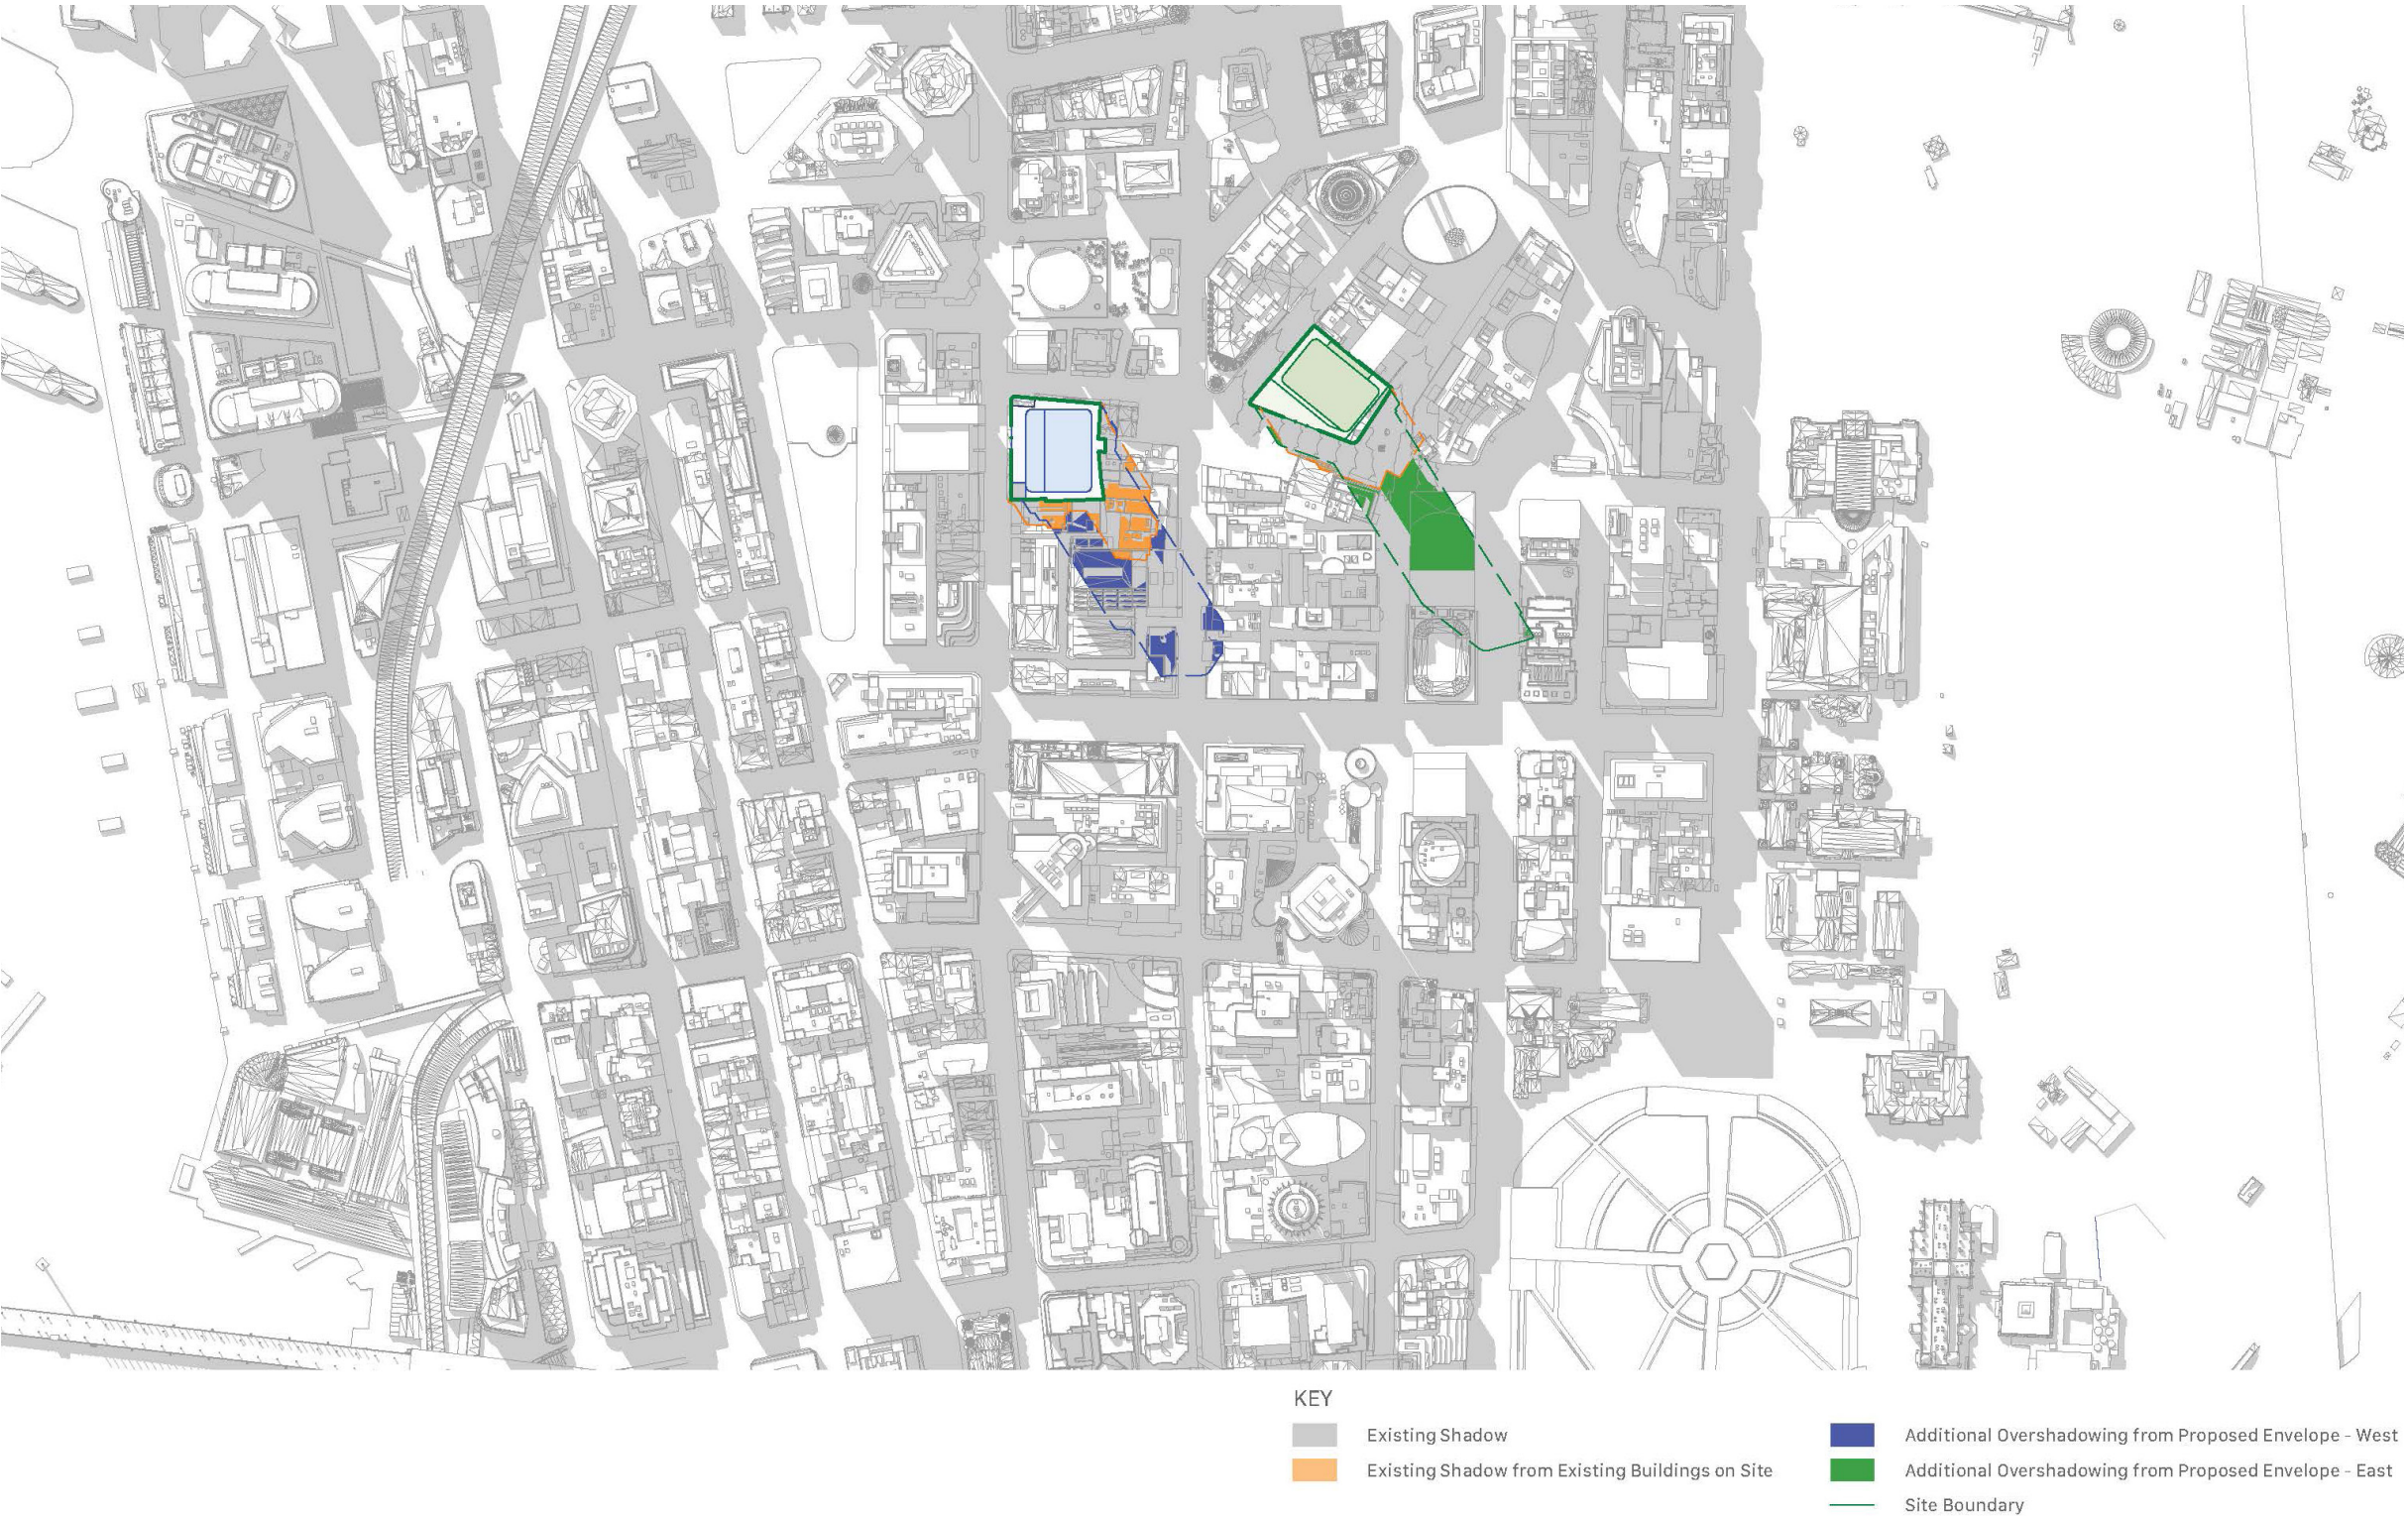 KEY
Existing Shadow
Existing Shadow from Existing Buildings on Site
Additional Overshadowing from Proposed Envelope - West
Additional Overshadowing from Proposed Envelope - East
Site Boundary